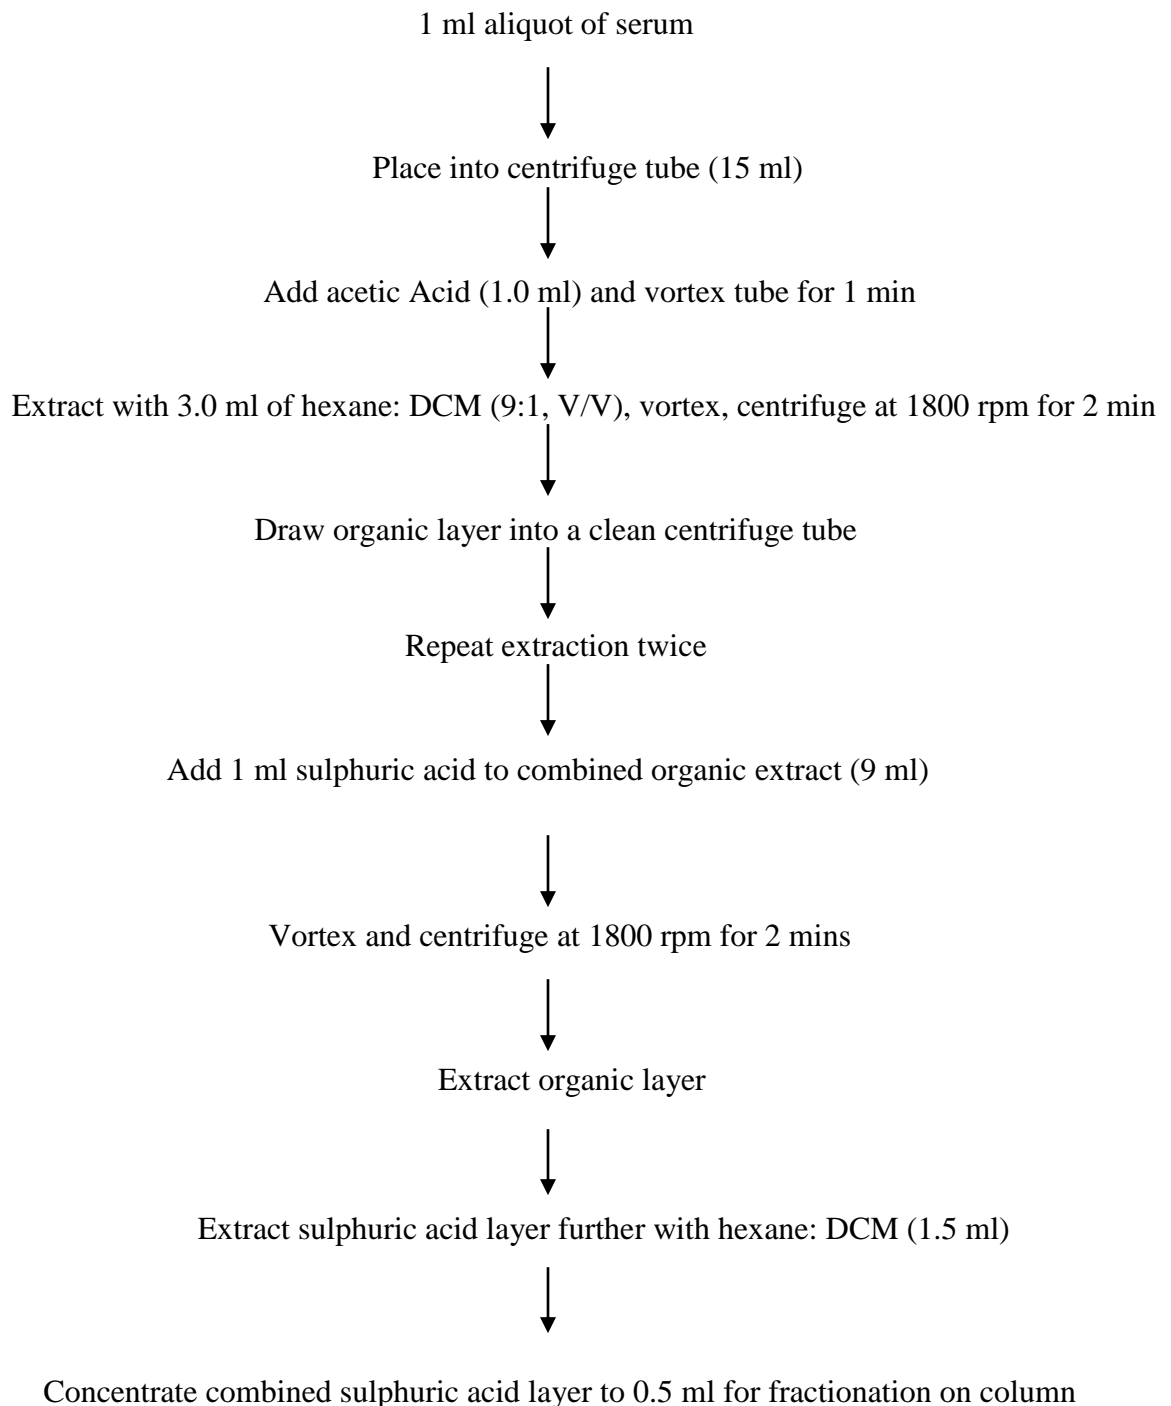 1 ml aliquot of serum
Place into centrifuge tube (15 ml)
Add acetic Acid (1.0 ml) and vortex tube for 1 min
Extract with 3.0 ml of hexane: DCM (9:1, V/V), vortex, centrifuge at 1800 rpm for 2 min
Draw organic layer into a clean centrifuge tube
Repeat extraction twice
Add 1 ml sulphuric acid to combined organic extract (9 ml)
Vortex and centrifuge at 1800 rpm for 2 mins
Extract organic layer
Extract sulphuric acid layer further with hexane: DCM (1.5 ml)
Concentrate combined sulphuric acid layer to 0.5 ml for fractionation on column